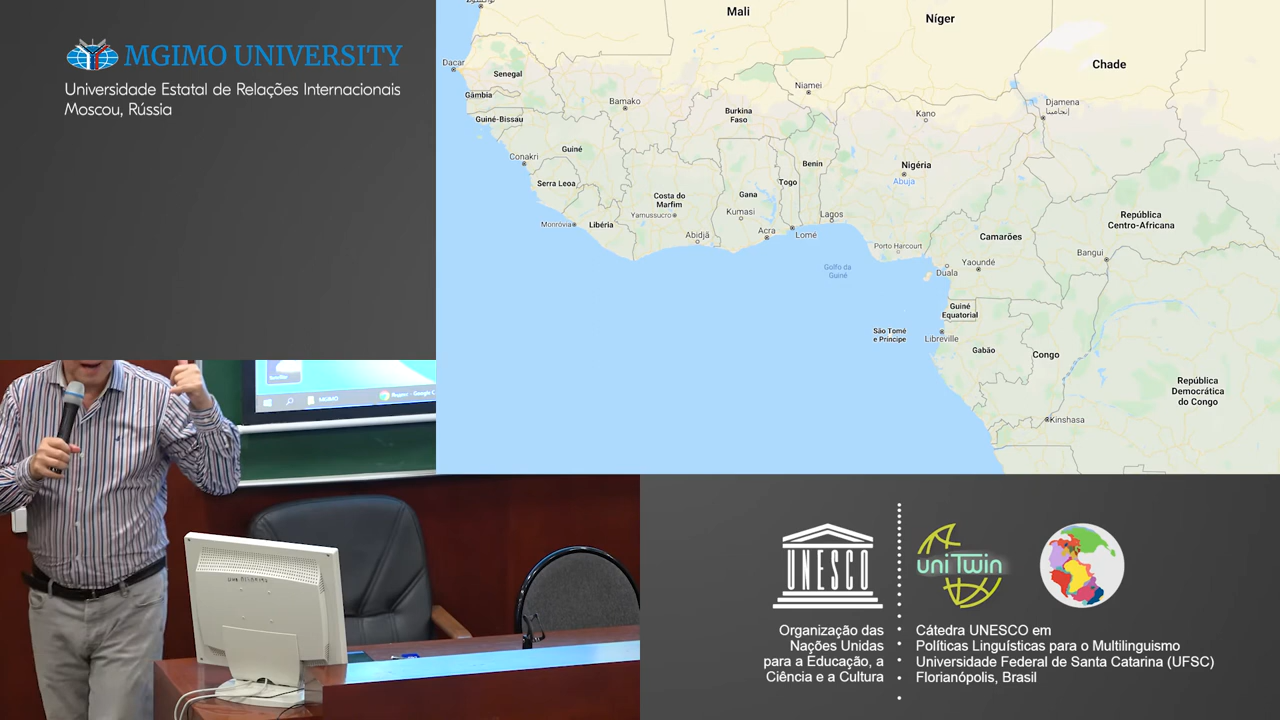 MGIMO UNIVERSITY
Universidade Estatal de Relações Internacionais
Moscou, Rússia
Mali
Níger
Chade
Dacar
Senegal
Gâmbia
Guiné-Bissau
Bamako
Niamei
Burkina
Faso
Kano
Djamena
إنجامينا
Guiné
Conakri
Serra Leoa
Benin
Nigéria
Abuja
Togo
Costa do
Marfim
Gana
Yamussucro
Kumasi
Monróvia
Libéria
Abidjã
Acra
Lomé
Lagos
República
Centro-Africana
Camarões
Porto Harcourt
Bangui
Yaoundé
Duala
Golfo da
Guiné
Guiné
Equatorial
São Tomé
e Príncipe
Libreville
Gabão
Congo
República
Democrática
do Congo
Kinshasa
MGIMO
UNESCO
uniTwin
Organização das
Nações Unidas
para a Educação, a
Ciência e a Cultura
Cátedra UNESCO em
Políticas Linguísticas para o Multilinguismo
Universidade Federal de Santa Catarina (UFSC)
Florianópolis, Brasil